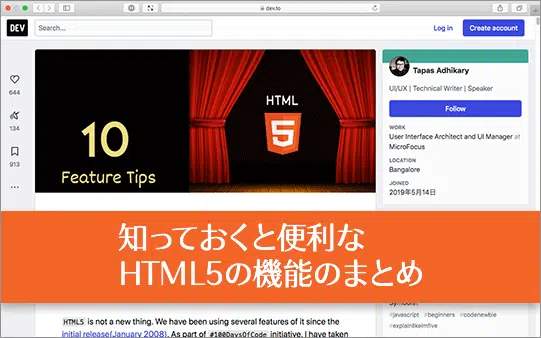 dev.to
DEV
Search...
Log in
Create account
644
134
913
10
Feature Tips
HTML
5
Tapas Adhikary
UI/UX | Technical Writer | Speaker
Follow
WORK
User Interface Architect and UI Manager at
MicroFocus
LOCATION
Bangalore
JOINED
2019年5月14日
知っておくと便利な
HTML5の機能のまとめ
HTML5 is not a new thing. We have been using several features of it since the
initial release(January 2008). As part of #100DaysOfCode initiative, I have taken
#javascript #beginners #codenewbie
#explainlikeimfive